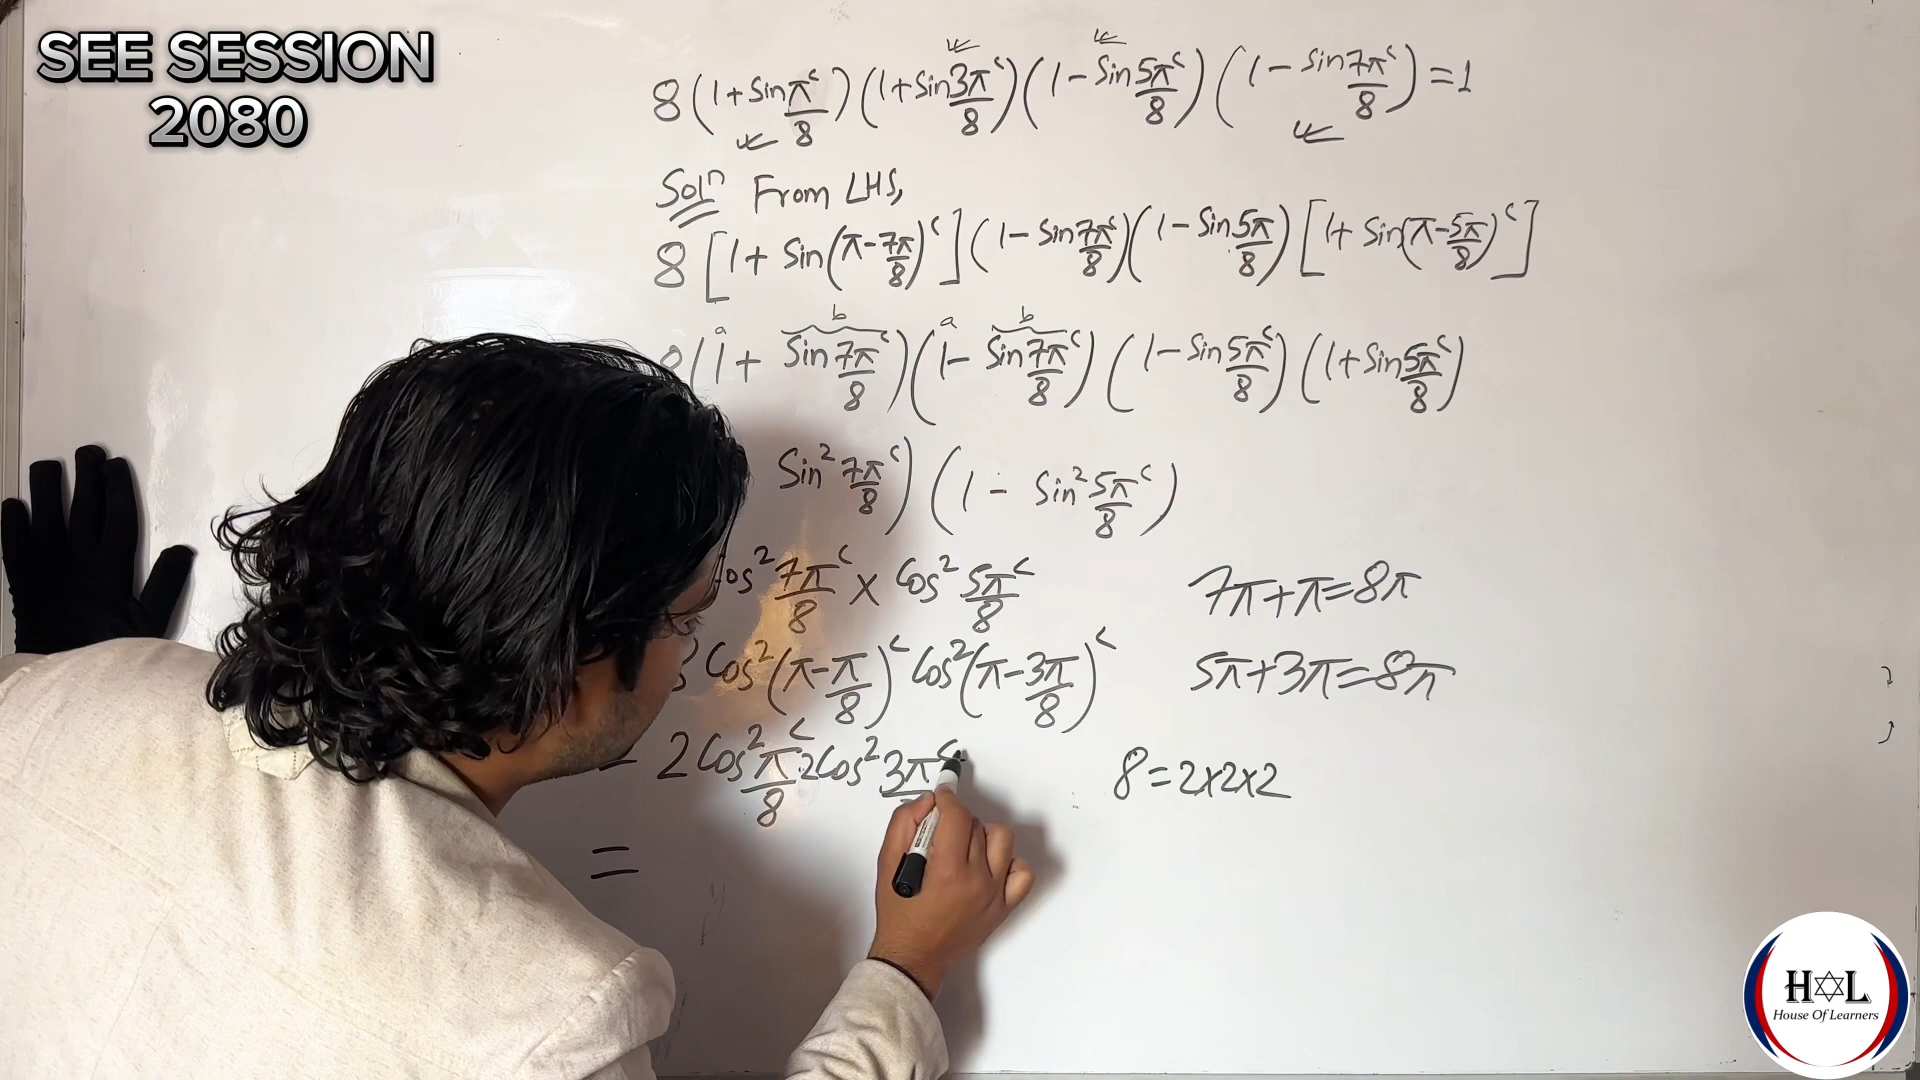 SEE SESSION
2080
8(1+Sin π/8 ᶜ)(1+Sin 3π/8 ᶜ)(1-Sin 5π/8 ᶜ)(1-Sin 7π/8 ᶜ)=1
Solⁿ From LHS,
8[1+Sin(π-7π/8)ᶜ](1-Sin 7π/8 ᶜ)(1-Sin 5π/8)[1+Sin(π-5π/8)ᶜ]
a b a b
8(1+Sin 7π/8 ᶜ)(1-Sin 7π/8 ᶜ)(1-Sin 5π/8 ᶜ)(1+Sin 5π/8 ᶜ)
Sin² 7π/8 ᶜ)(1-Sin² 5π/8 ᶜ)
os² 7π/8 ᶜ × Cos² 5π/8 ᶜ 7π+π=8π
Cos²(π-π/8)ᶜ Cos²(π-3π/8)ᶜ 5π+3π=8π
= 2Cos² π/8 ᶜ.2Cos² 3π ᶜ 8=2×2×2
=
H L
House Of Learners